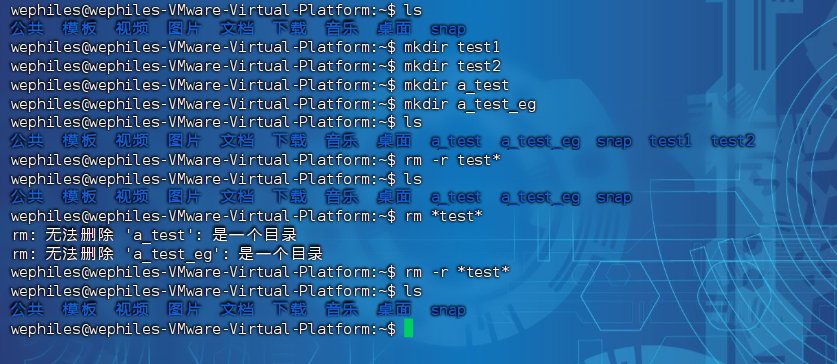 wephiles@wephiles-VMware-Virtual-Platform:~$ ls
公共 模板 视频 图片 文档 下载 音乐 桌面 snap
wephiles@wephiles-VMware-Virtual-Platform:~$ mkdir test1
wephiles@wephiles-VMware-Virtual-Platform:~$ mkdir test2
wephiles@wephiles-VMware-Virtual-Platform:~$ mkdir a_test
wephiles@wephiles-VMware-Virtual-Platform:~$ mkdir a_test_eg
wephiles@wephiles-VMware-Virtual-Platform:~$ ls
公共 模板 视频 图片 文档 下载 音乐 桌面 a_test a_test_eg snap test1 test2
wephiles@wephiles-VMware-Virtual-Platform:~$ rm -r test*
wephiles@wephiles-VMware-Virtual-Platform:~$ ls
公共 模板 视频 图片 文档 下载 音乐 桌面 a_test a_test_eg snap
wephiles@wephiles-VMware-Virtual-Platform:~$ rm *test*
rm: 无法删除 'a_test': 是一个目录
rm: 无法删除 'a_test_eg': 是一个目录
wephiles@wephiles-VMware-Virtual-Platform:~$ rm -r *test*
wephiles@wephiles-VMware-Virtual-Platform:~$ ls
公共 模板 视频 图片 文档 下载 音乐 桌面 snap
wephiles@wephiles-VMware-Virtual-Platform:~$